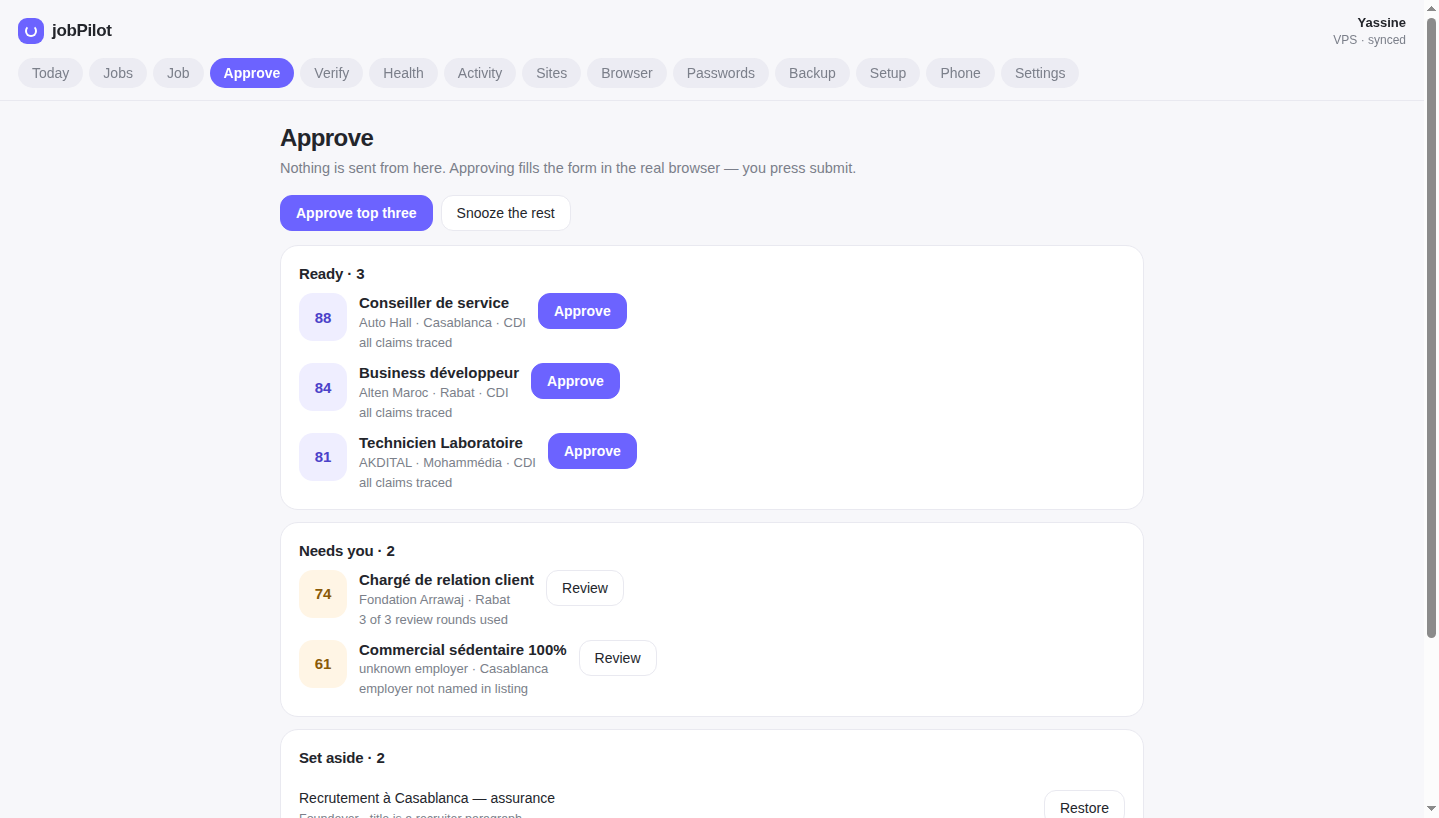 jobPilot
Yassine
VPS · synced
Today Jobs Job Approve Verify Health Activity Sites Browser Passwords Backup Setup Phone Settings
Approve
Nothing is sent from here. Approving fills the form in the real browser — you press submit.
Approve top three Snooze the rest
Ready · 3
88 Conseiller de service Approve
Auto Hall · Casablanca · CDI
all claims traced
84 Business développeur Approve
Alten Maroc · Rabat · CDI
all claims traced
81 Technicien Laboratoire Approve
AKDITAL · Mohammédia · CDI
all claims traced
Needs you · 2
74 Chargé de relation client Review
Fondation Arrawaj · Rabat
3 of 3 review rounds used
61 Commercial sédentaire 100% Review
unknown employer · Casablanca
employer not named in listing
Set aside · 2
Recrutement à Casablanca — assurance Restore
title is a recruiter paragraph